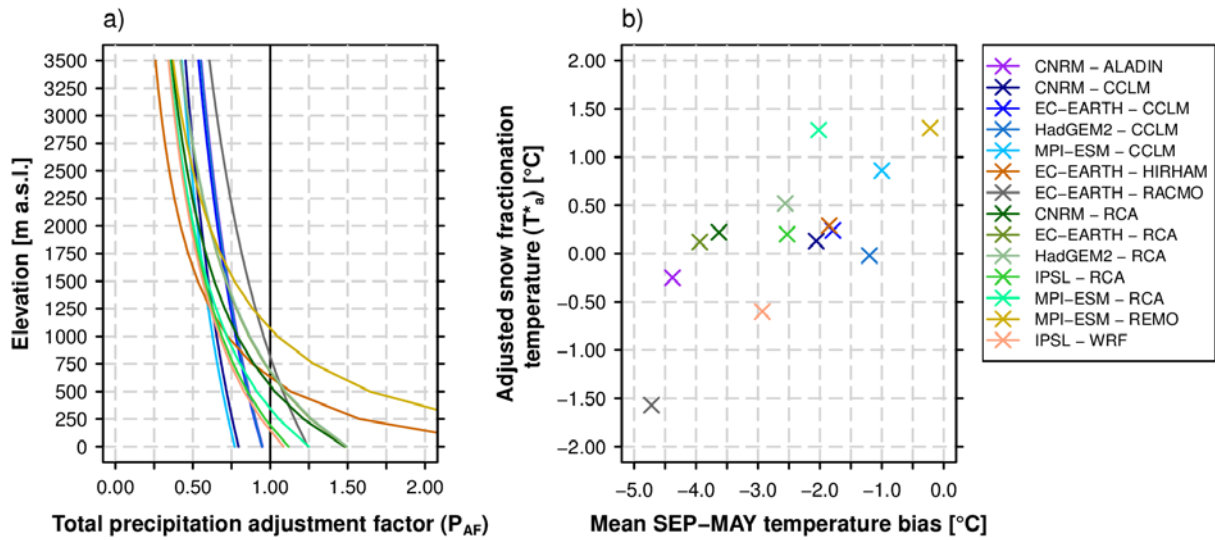 a)
3500
3250
3000
2750
2500
2250
2000
1750
1500
1250
1000
750
500
250
0
Elevation [m a.s.l.]
0.00 0.50 1.00 1.50 2.00
Total precipitation adjustment factor (P_AF)
b)
2.00
1.50
1.00
0.50
0.00
−0.50
−1.00
−1.50
−2.00
Adjusted snow fractionation
temperature (T*a) [°C]
−5.0 −4.0 −3.0 −2.0 −1.0 0.0
Mean SEP−MAY temperature bias [°C]
CNRM − ALADIN
CNRM − CCLM
EC−EARTH − CCLM
HadGEM2 − CCLM
MPI−ESM − CCLM
EC−EARTH − HIRHAM
EC−EARTH − RACMO
CNRM − RCA
EC−EARTH − RCA
HadGEM2 − RCA
IPSL − RCA
MPI−ESM − RCA
MPI−ESM − REMO
IPSL − WRF